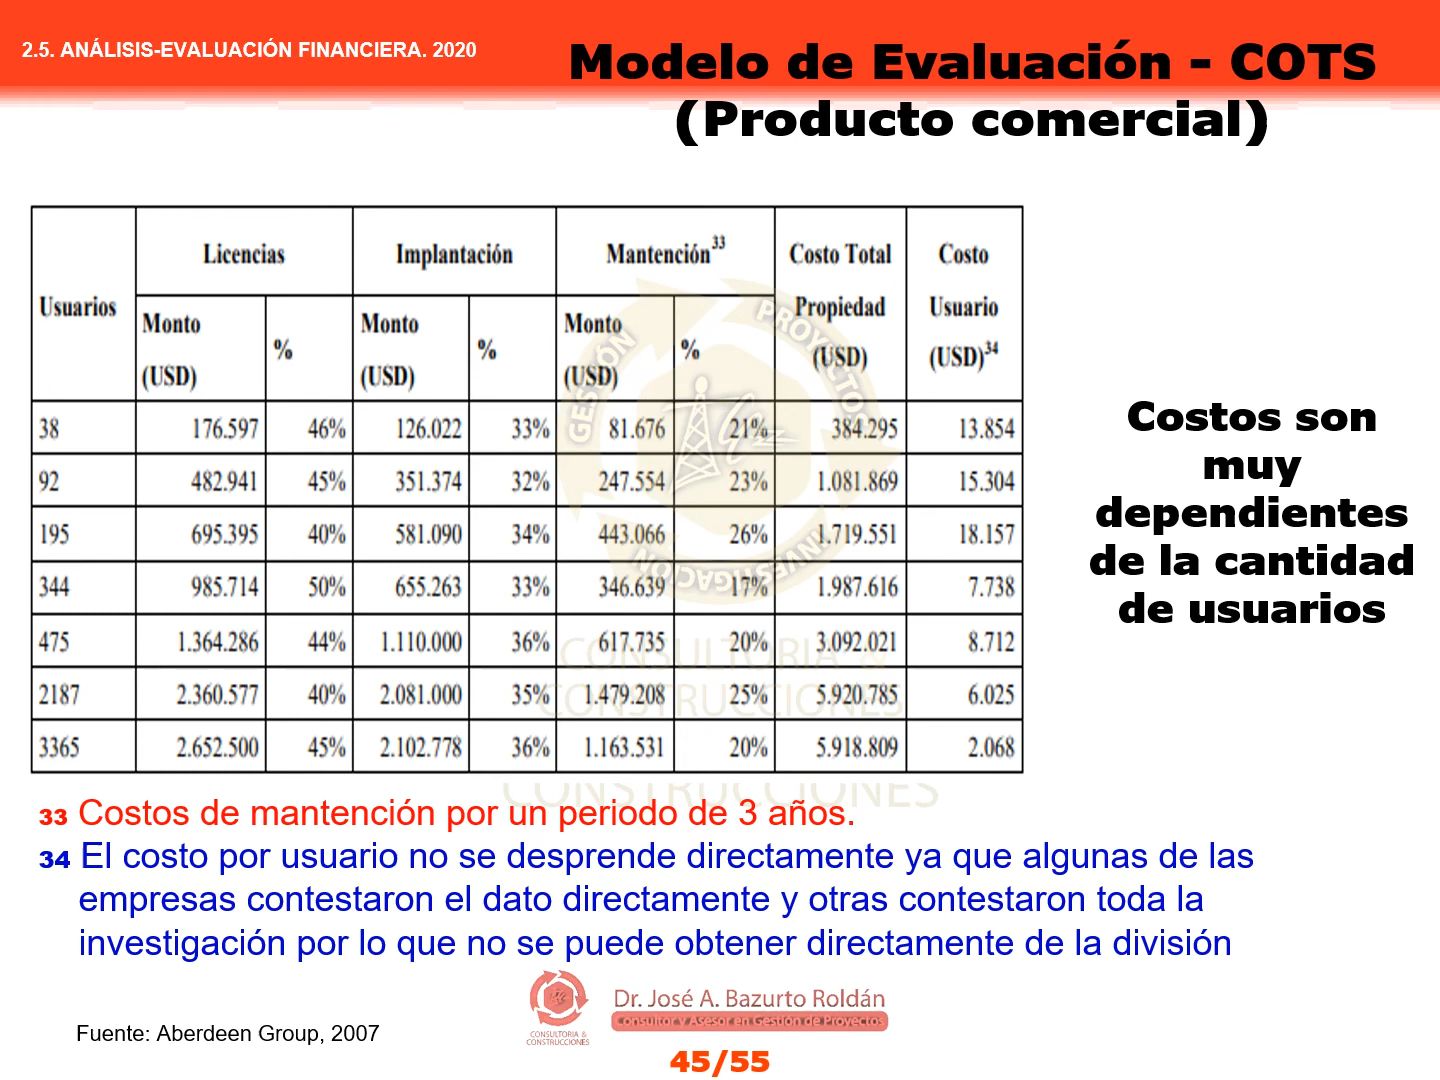 2.5. ANÁLISIS-EVALUACIÓN FINANCIERA. 2020
Modelo de Evaluación - COTS
(Producto comercial)
Usuarios Licencias Implantación Mantención33 Costo Total Propiedad (USD) Costo Usuario (USD)34
Monto (USD) % Monto (USD) % Monto (USD) %
38 176.597 46% 126.022 33% 81.676 21% 384.295 13.854
92 482.941 45% 351.374 32% 247.554 23% 1.081.869 15.304
195 695.395 40% 581.090 34% 443.066 26% 1.719.551 18.157
344 985.714 50% 655.263 33% 346.639 17% 1.987.616 7.738
475 1.364.286 44% 1.110.000 36% 617.735 20% 3.092.021 8.712
2187 2.360.577 40% 2.081.000 35% 1.479.208 25% 5.920.785 6.025
3365 2.652.500 45% 2.102.778 36% 1.163.531 20% 5.918.809 2.068
GESTIÓN PROYECTOS INVESTIGACIÓN
CONSULTORIA &
CONSTRUCCIONES
CONSTRUCCIONES
Costos son
muy
dependientes
de la cantidad
de usuarios
33 Costos de mantención por un periodo de 3 años.
34 El costo por usuario no se desprende directamente ya que algunas de las
empresas contestaron el dato directamente y otras contestaron toda la
investigación por lo que no se puede obtener directamente de la división
CONSULTORIA &
CONSTRUCCIONES
Dr. José A. Bazurto Roldán
Consultor y Asesor en Gestión de Proyectos
Fuente: Aberdeen Group, 2007
45/55